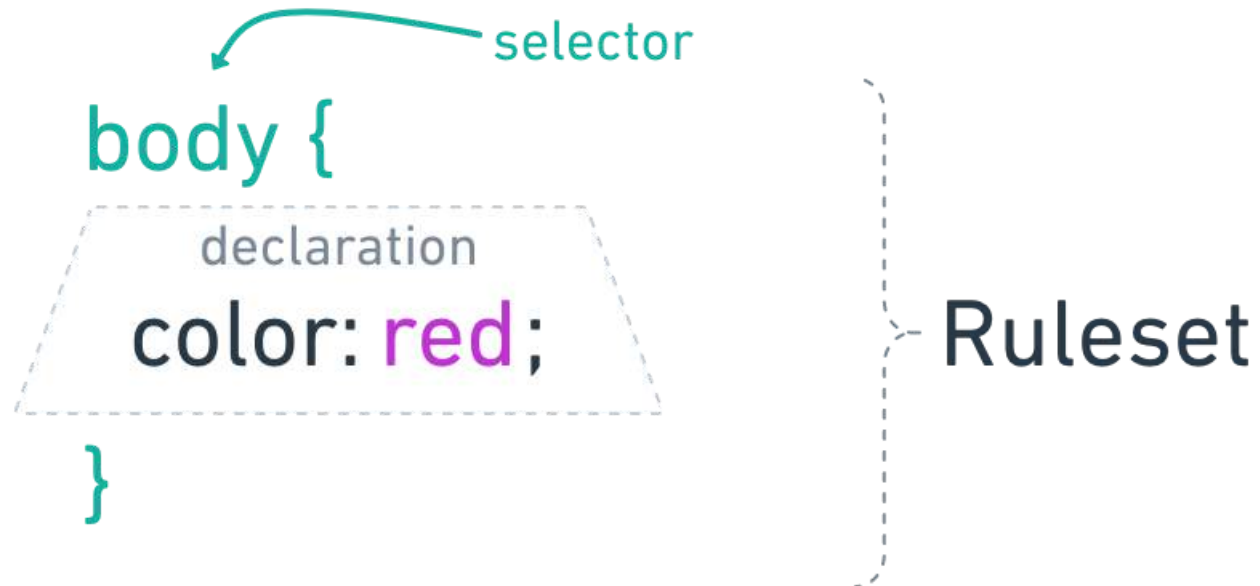 selector
body {
declaration
color: red;
Ruleset
}